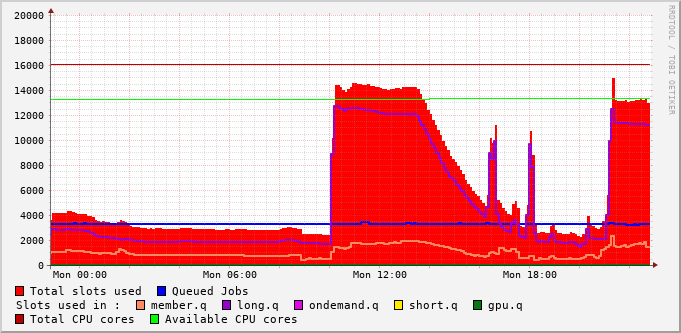 20000
18000
16000
14000
12000
10000
8000
6000
4000
2000
0
Mon 00:00 Mon 06:00 Mon 12:00 Mon 18:00
RRDTOOL / TOBI OETIKER
Total slots used Queued Jobs
Slots used in : member.q long.q ondemand.q short.q gpu.q
Total CPU cores Available CPU cores